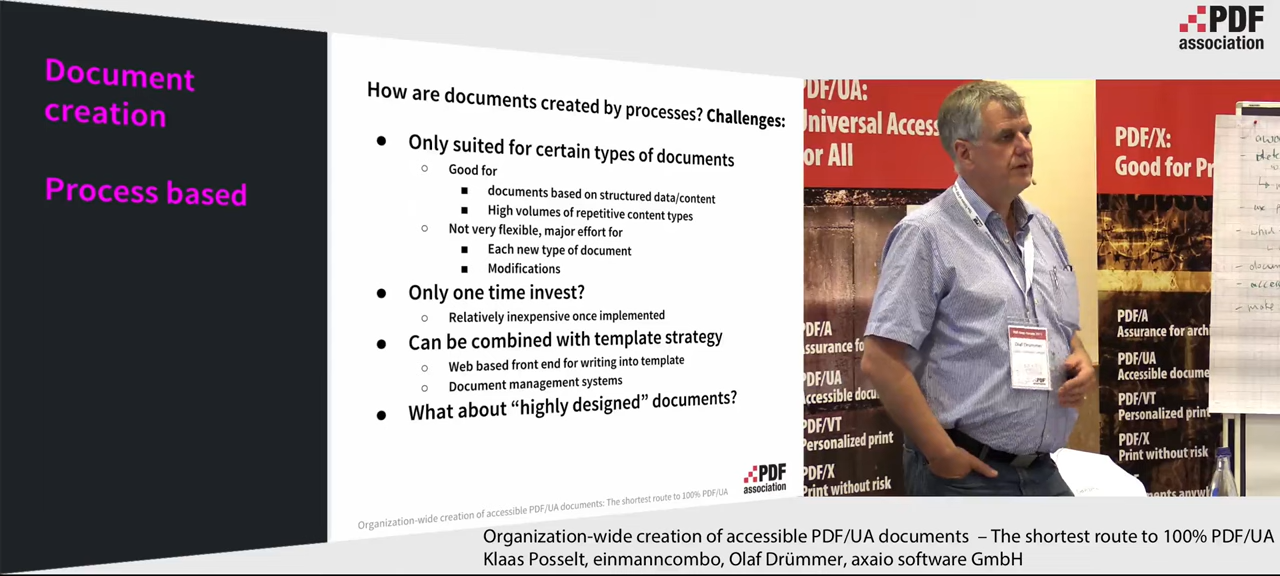 Document
creation
Process based
How are documents created by processes? Challenges:
● Only suited for certain types of documents
○ Good for
■ documents based on structured data/content
■ High volumes of repetitive content types
○ Not very flexible, major effort for
■ Each new type of document
■ Modifications
● Only one time invest?
○ Relatively inexpensive once implemented
● Can be combined with template strategy
○ Web based front end for writing into template
○ Document management systems
● What about “highly designed” documents?
PDF
association
Organization-wide creation of accessible PDF/UA documents: The shortest route to 100% PDF/UA
PDF
association
PDF/UA:
Universal Access
for All
PDF/A
PDF/UA
PDF/VT
Personalized print
PDF/X
Print without risk
Olaf Drümmer
PDF
PDF/X:
Good for
PDF/A
Assurance for
PDF/UA
Accessible
PDF/VT
Personalized print
PDF/X
Print without risk
Organization-wide creation of accessible PDF/UA documents – The shortest route to 100% PDF/UA
Klaas Posselt, einmanncombo, Olaf Drümmer, axaio software GmbH